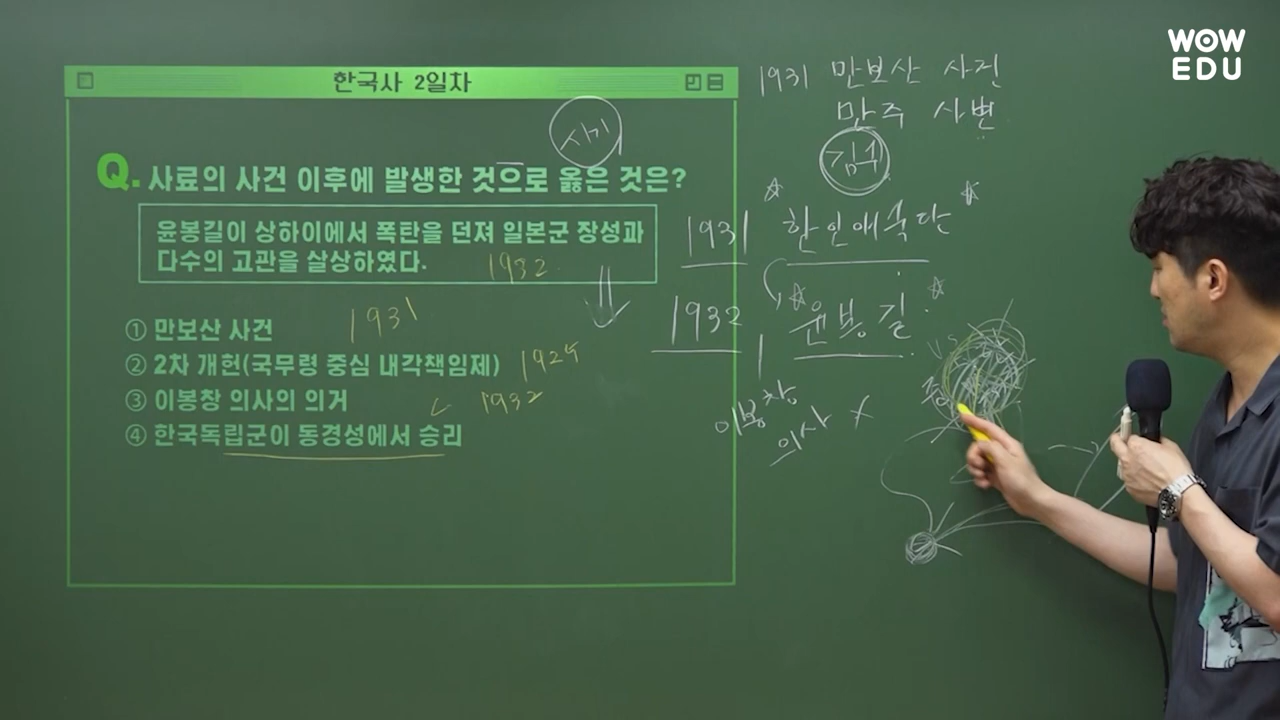 WOW
EDU
한국사 2일차
사기
Q. 사료의 사건 이후에 발생한 것으로 옳은 것은?
윤봉길이 상하이에서 폭탄을 던져 일본군 장성과
다수의 고관을 살상하였다.
1932
① 만보산 사건
1931
② 2차 개헌(국무령 중심 내각책임제)
1925
③ 이봉창 의사의 의거
1932
④ 한국독립군이 동경성에서 승리
1931 만보산 사건
만주 사변
김구
1931 한인애국단
1932 윤봉길
VS
이봉창
의사 X
중